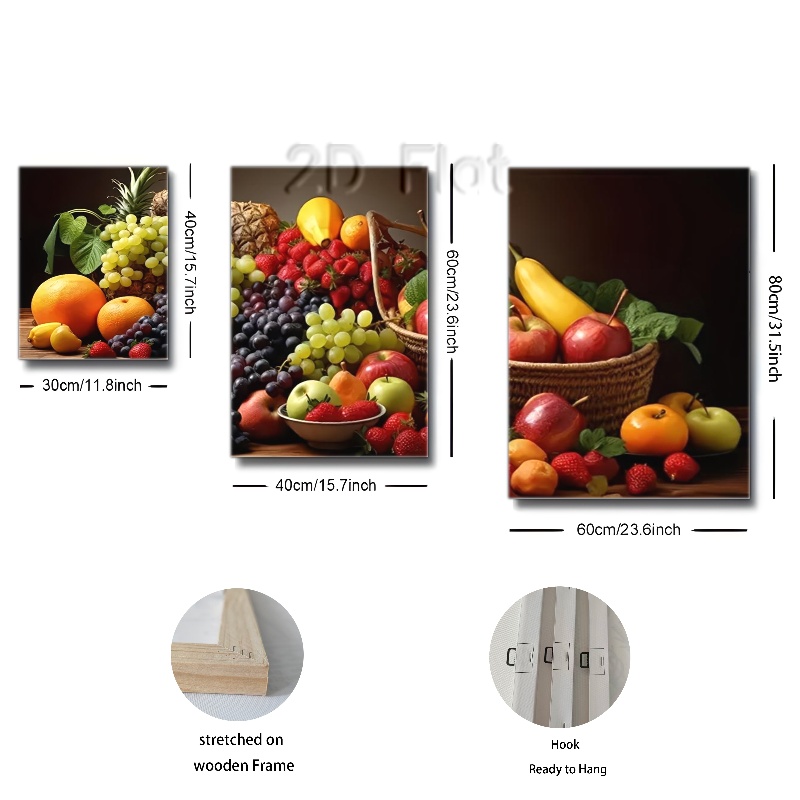 2D Flat
40cm/15.7inch
30cm/11.8inch
60cm/23.6inch
40cm/15.7inch
80cm/31.5inch
60cm/23.6inch
stretched on
wooden Frame
Hook
Ready to Hang